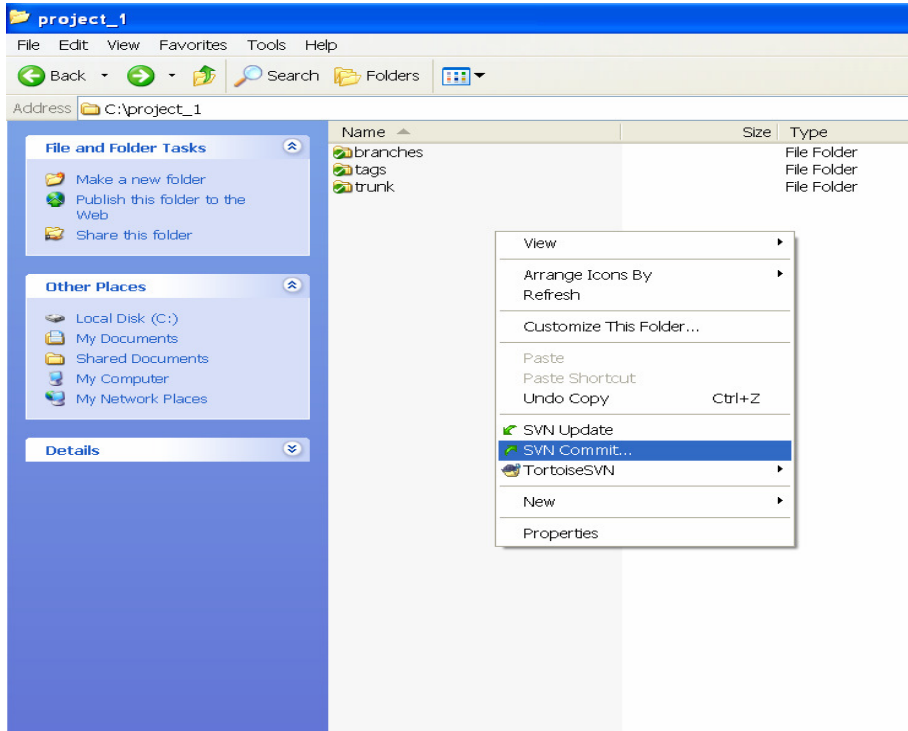 project_1
File Edit View Favorites Tools Help
Back Search Folders
Address C:\project_1
File and Folder Tasks
Make a new folder
Publish this folder to the
Web
Share this folder
Other Places
Local Disk (C:)
My Documents
Shared Documents
My Computer
My Network Places
Details
Name Size Type
branches File Folder
tags File Folder
trunk File Folder
View
Arrange Icons By
Refresh
Customize This Folder...
Paste
Paste Shortcut
Undo Copy Ctrl+Z
SVN Update
SVN Commit...
TortoiseSVN
New
Properties